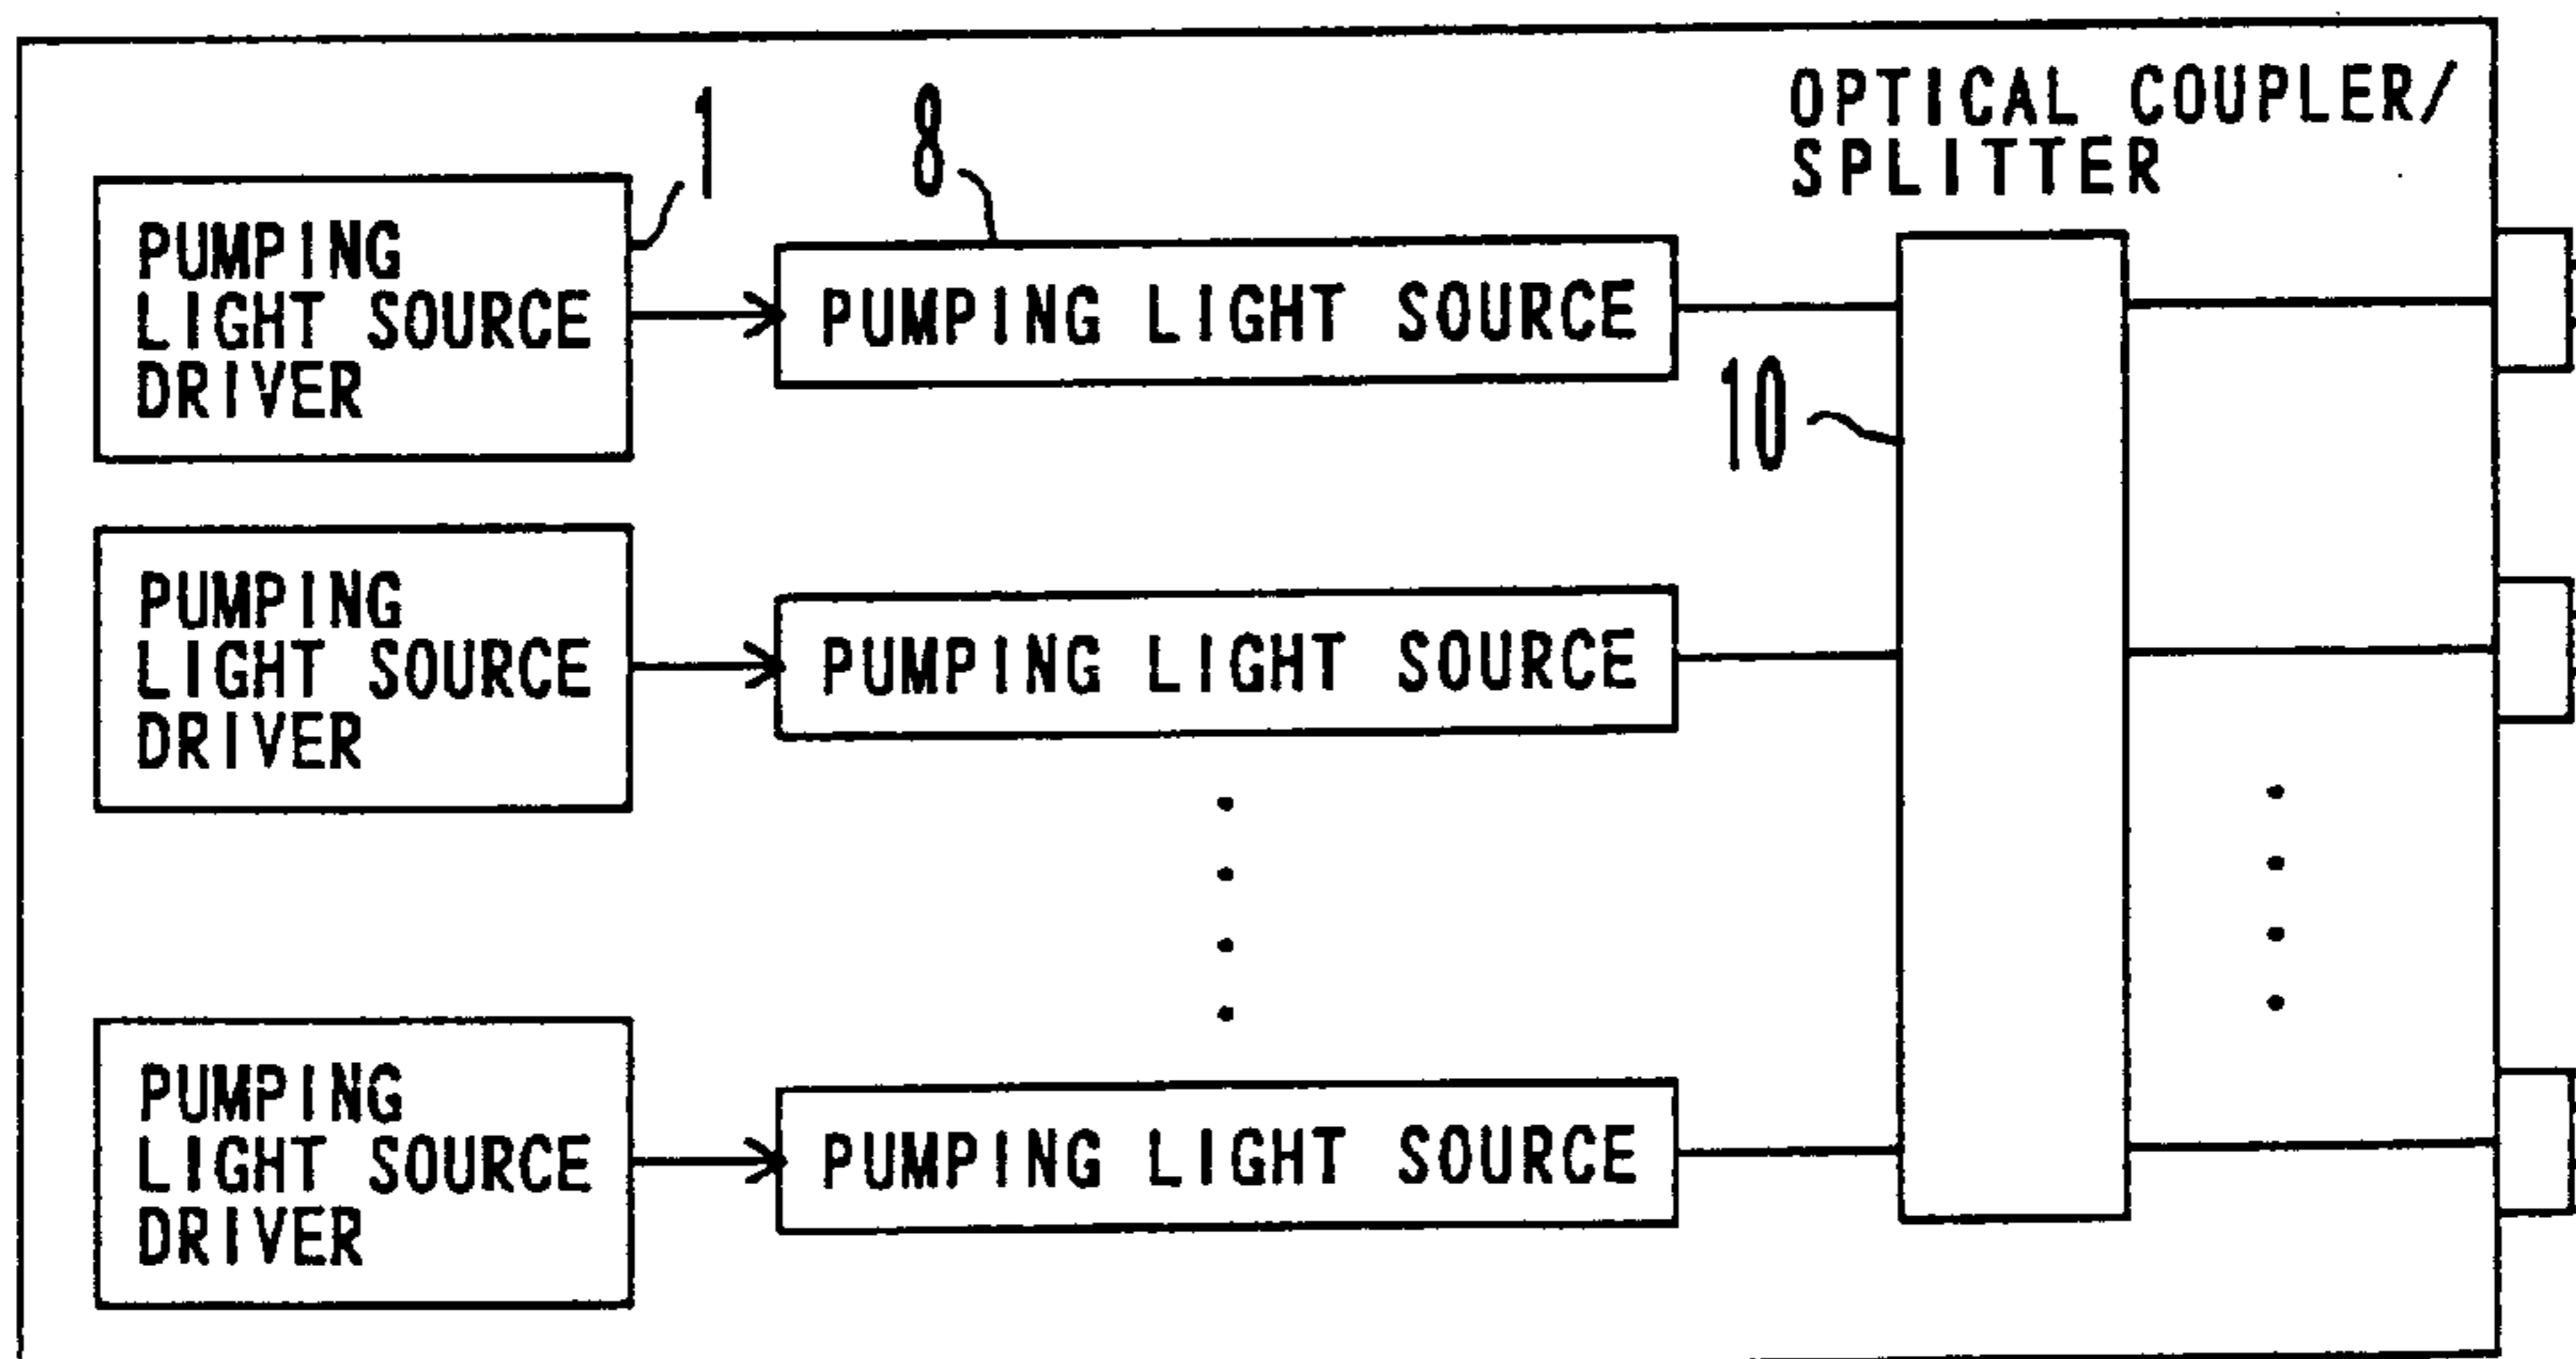 OPTICAL COUPLER/
SPLITTER
1
8
PUMPING
LIGHT SOURCE
DRIVER
PUMPING LIGHT SOURCE
10
PUMPING
LIGHT SOURCE
DRIVER
PUMPING LIGHT SOURCE
PUMPING
LIGHT SOURCE
DRIVER
PUMPING LIGHT SOURCE